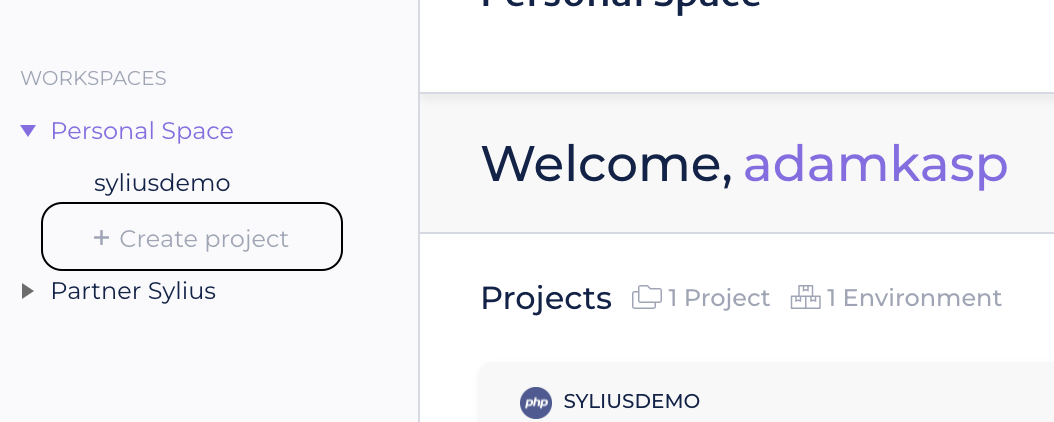 Personal Space
WORKSPACES
Personal Space
syliusdemo
+ Create project
Partner Sylius
Welcome, adamkasp
Projects 1 Project 1 Environment
php SYLIUSDEMO